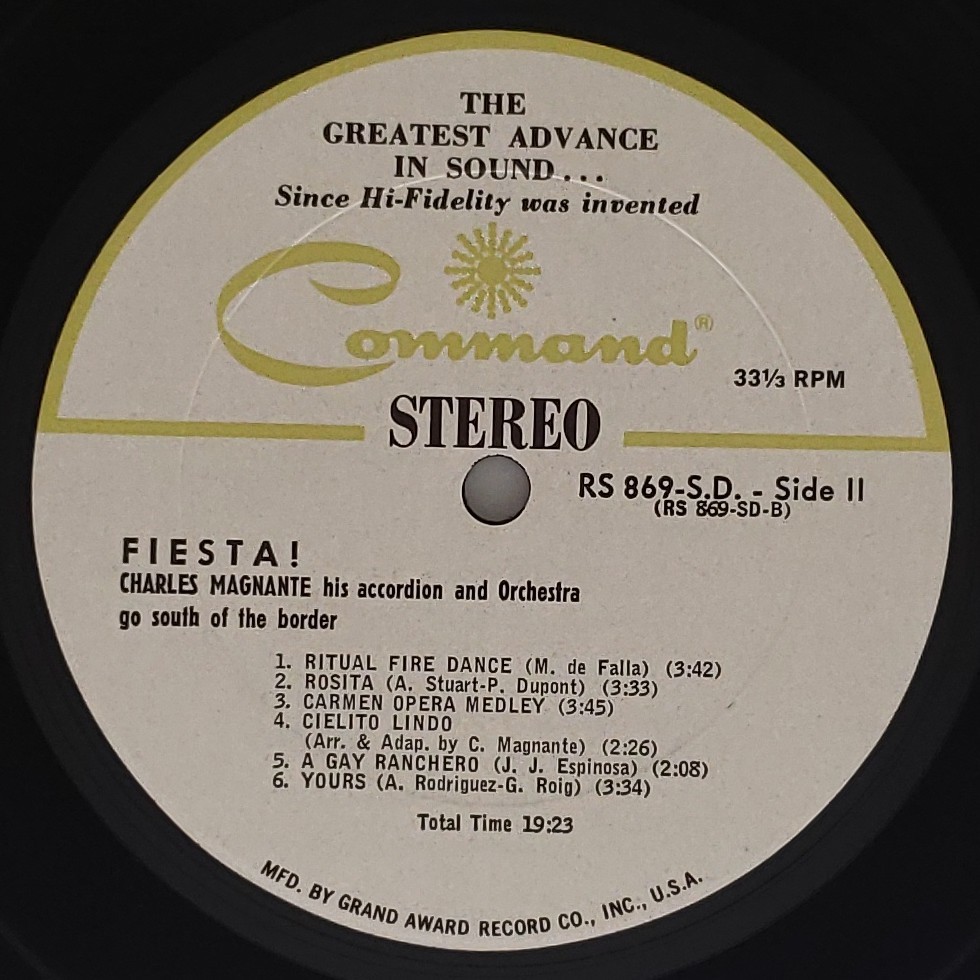 THE
GREATEST ADVANCE
IN SOUND...
Since Hi-Fidelity was invented
Command®
33⅓ RPM
STEREO
RS 869-S.D. - Side II
(RS 869-SD-B)
FIESTA!
CHARLES MAGNANTE his accordion and Orchestra
go south of the border
1. RITUAL FIRE DANCE (M. de Falla) (3:42)
2. ROSITA (A. Stuart-P. Dupont) (3:33)
3. CARMEN OPERA MEDLEY (3:45)
4. CIELITO LINDO
(Arr. & Adap. by C. Magnante) (2:26)
5. A GAY RANCHERO (J. J. Espinosa) (2:08)
6. YOURS (A. Rodriguez-G. Roig) (3:34)
Total Time 19:23
MFD. BY GRAND AWARD RECORD CO., INC., U.S.A.